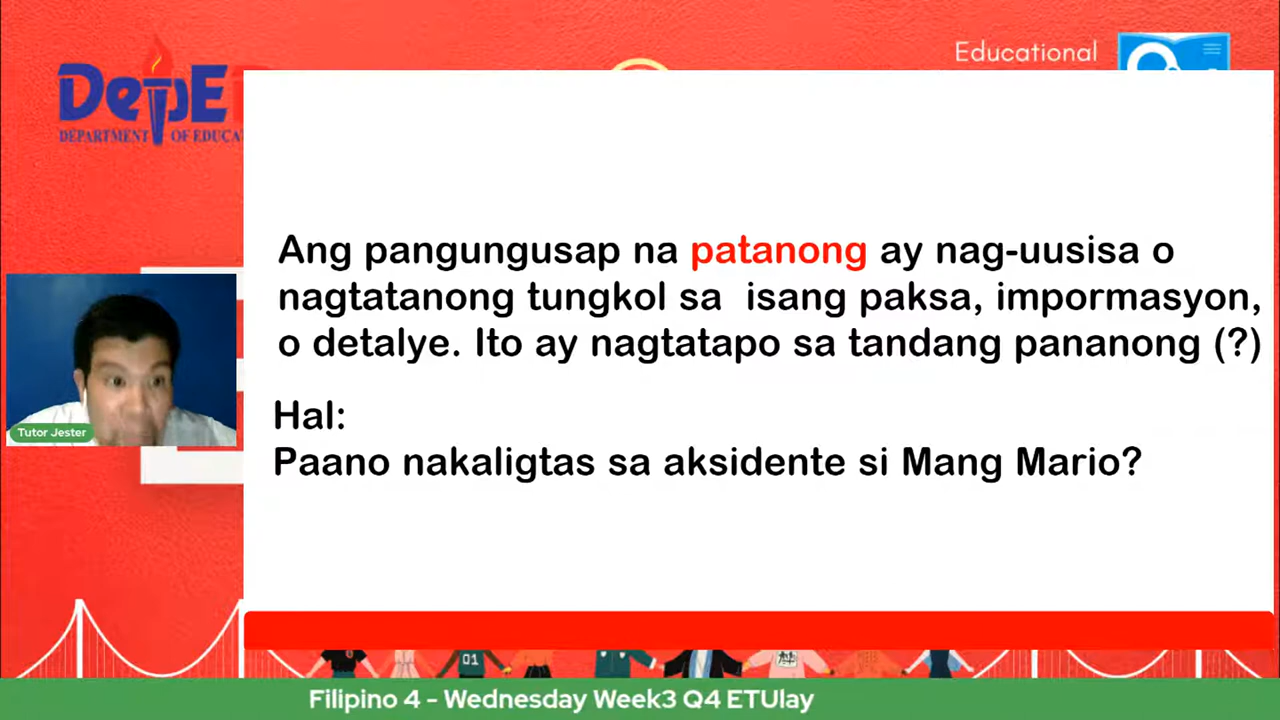 Educational
DepE
DEPARTMENT OF EDUCA
Ang pangungusap na patanong ay nag-uusisa o
nagtatanong tungkol sa isang paksa, impormasyon,
o detalye. Ito ay nagtatapo sa tandang pananong (?)
Hal:
Paano nakaligtas sa aksidente si Mang Mario?
Tutor Jester
01
Filipino 4 - Wednesday Week3 Q4 ETUlay